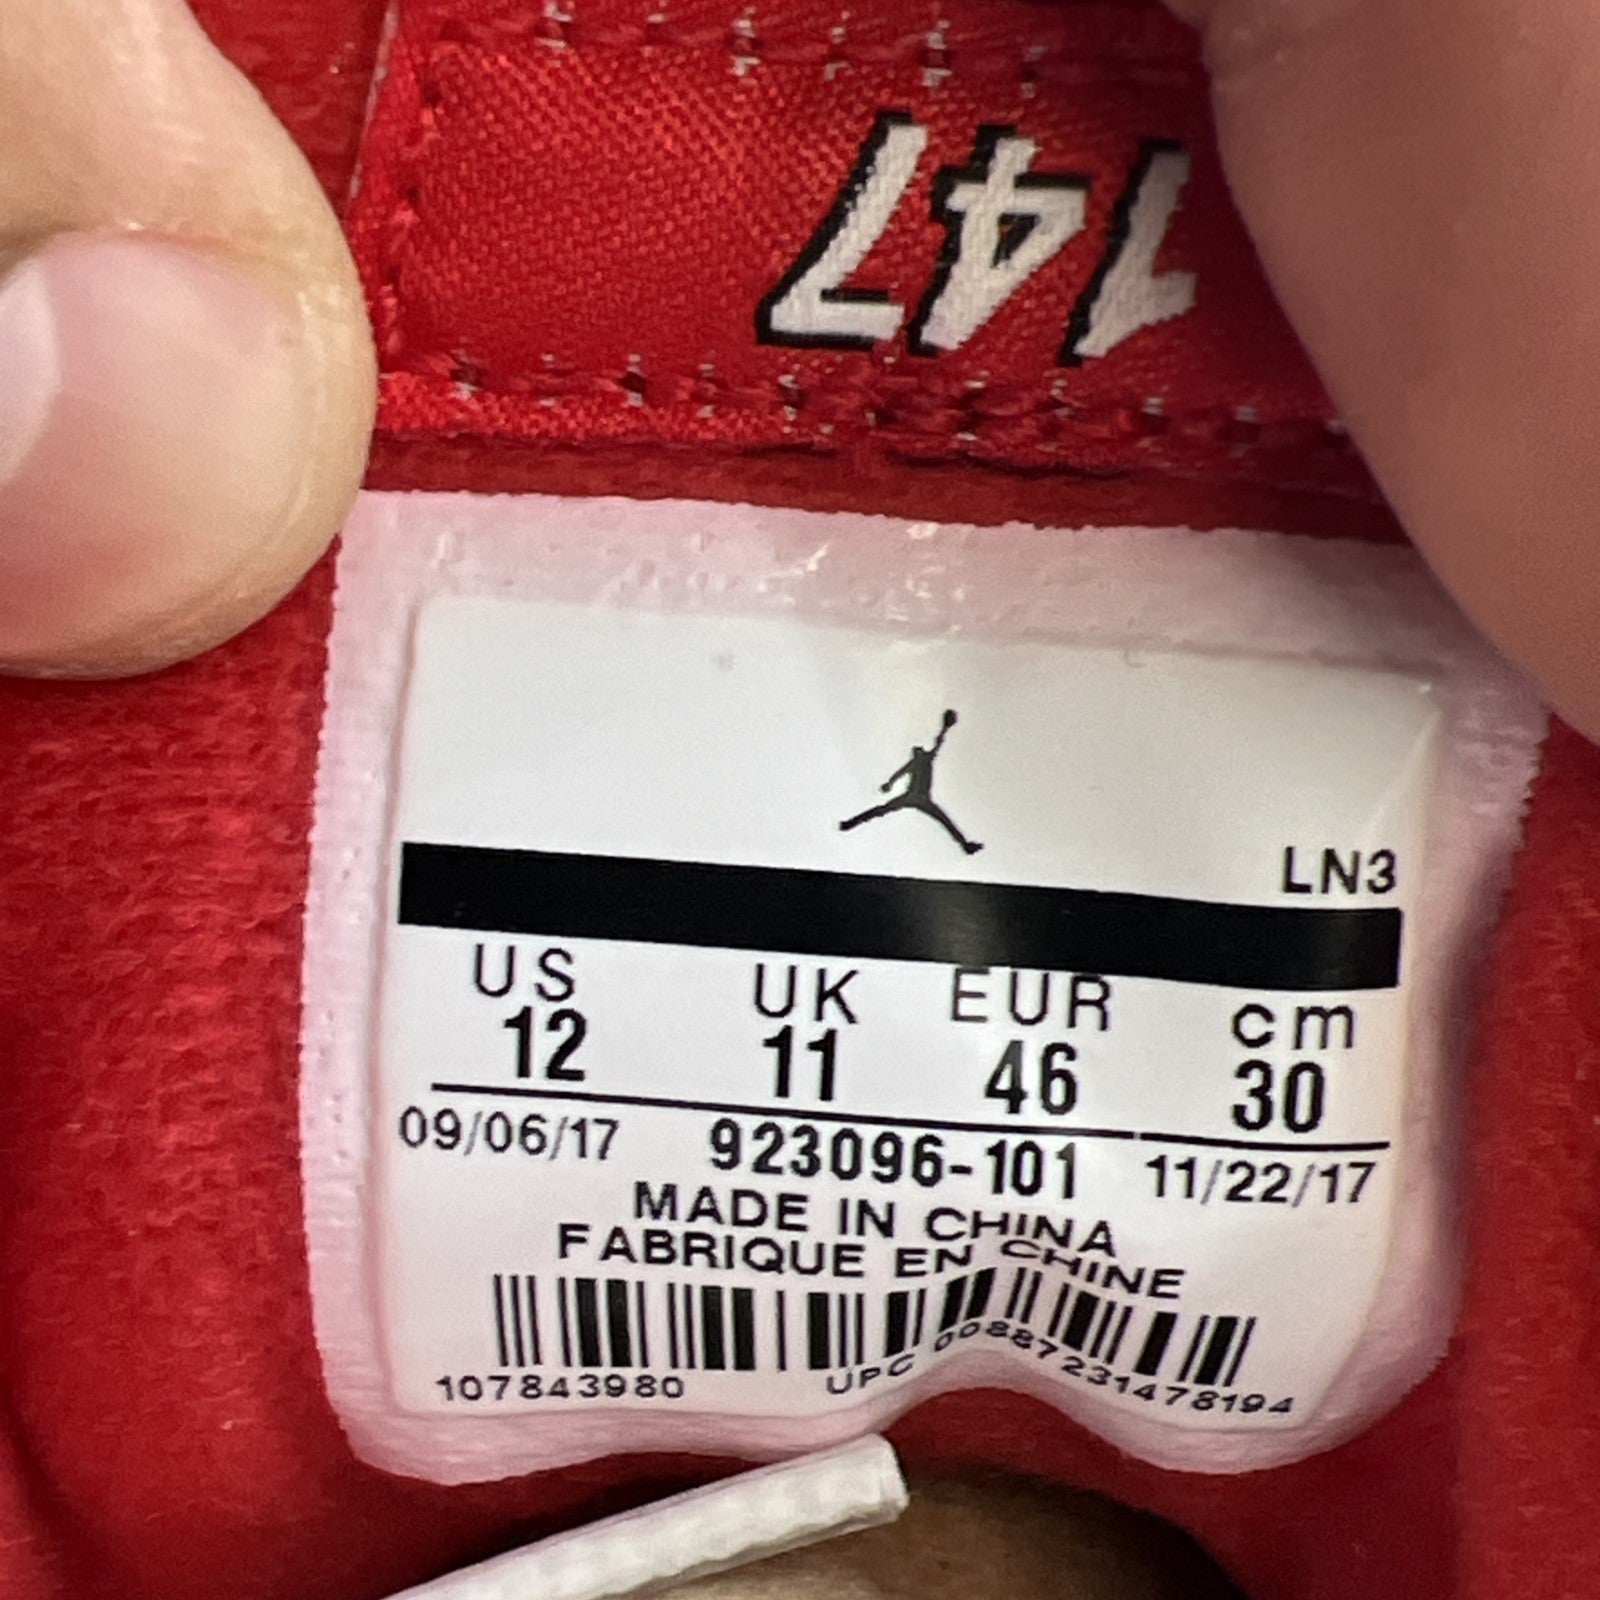 147
LN3
US UK EUR cm
12 11 46 30
09/06/17 923096-101 11/22/17
MADE IN CHINA
FABRIQUE EN CHINE
107843980 UPC 00887231478194